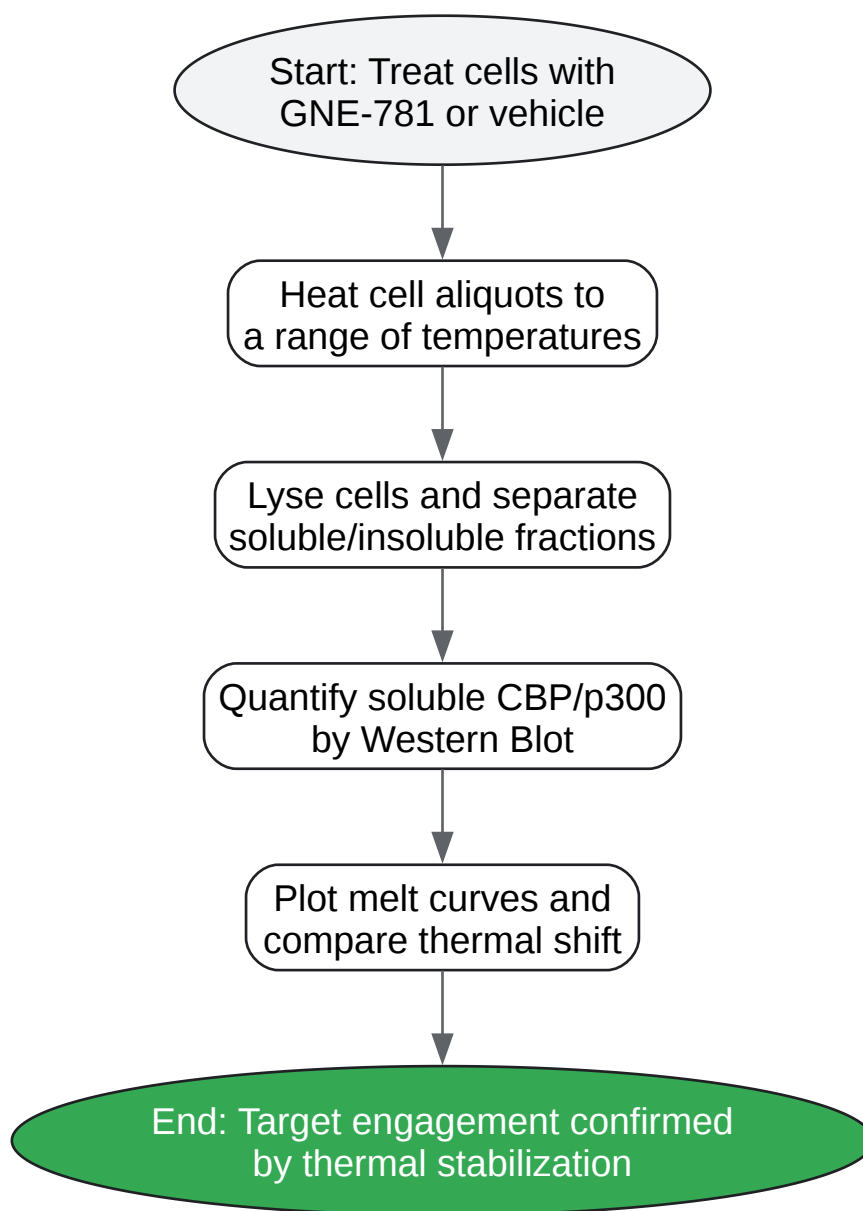 Start: Treat cells with
GNE-781 or vehicle
Heat cell aliquots to
a range of temperatures
Lyse cells and separate
soluble/insoluble fractions
Quantify soluble CBP/p300
by Western Blot
Plot melt curves and
compare thermal shift
End: Target engagement confirmed
by thermal stabilization